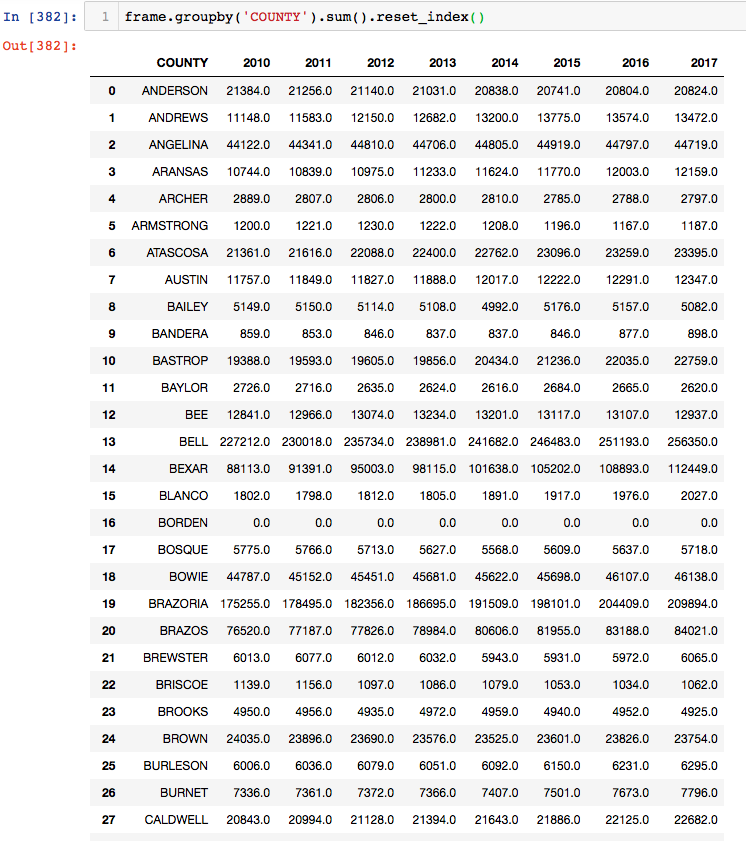 In [382]: 1 frame.groupby('COUNTY').sum().reset_index()
Out[382]:
COUNTY 2010 2011 2012 2013 2014 2015 2016 2017
0 ANDERSON 21384.0 21256.0 21140.0 21031.0 20838.0 20741.0 20804.0 20824.0
1 ANDREWS 11148.0 11583.0 12150.0 12682.0 13200.0 13775.0 13574.0 13472.0
2 ANGELINA 44122.0 44341.0 44810.0 44706.0 44805.0 44919.0 44797.0 44719.0
3 ARANSAS 10744.0 10839.0 10975.0 11233.0 11624.0 11770.0 12003.0 12159.0
4 ARCHER 2889.0 2807.0 2806.0 2800.0 2810.0 2785.0 2788.0 2797.0
5 ARMSTRONG 1200.0 1221.0 1230.0 1222.0 1208.0 1196.0 1167.0 1187.0
6 ATASCOSA 21361.0 21616.0 22088.0 22400.0 22762.0 23096.0 23259.0 23395.0
7 AUSTIN 11757.0 11849.0 11827.0 11888.0 12017.0 12222.0 12291.0 12347.0
8 BAILEY 5149.0 5150.0 5114.0 5108.0 4992.0 5176.0 5157.0 5082.0
9 BANDERA 859.0 853.0 846.0 837.0 837.0 846.0 877.0 898.0
10 BASTROP 19388.0 19593.0 19605.0 19856.0 20434.0 21236.0 22035.0 22759.0
11 BAYLOR 2726.0 2716.0 2635.0 2624.0 2616.0 2684.0 2665.0 2620.0
12 BEE 12841.0 12966.0 13074.0 13234.0 13201.0 13117.0 13107.0 12937.0
13 BELL 227212.0 230018.0 235734.0 238981.0 241682.0 246483.0 251193.0 256350.0
14 BEXAR 88113.0 91391.0 95003.0 98115.0 101638.0 105202.0 108893.0 112449.0
15 BLANCO 1802.0 1798.0 1812.0 1805.0 1891.0 1917.0 1976.0 2027.0
16 BORDEN 0.0 0.0 0.0 0.0 0.0 0.0 0.0 0.0
17 BOSQUE 5775.0 5766.0 5713.0 5627.0 5568.0 5609.0 5637.0 5718.0
18 BOWIE 44787.0 45152.0 45451.0 45681.0 45622.0 45698.0 46107.0 46138.0
19 BRAZORIA 175255.0 178495.0 182356.0 186695.0 191509.0 198101.0 204409.0 209894.0
20 BRAZOS 76520.0 77187.0 77826.0 78984.0 80606.0 81955.0 83188.0 84021.0
21 BREWSTER 6013.0 6077.0 6012.0 6032.0 5943.0 5931.0 5972.0 6065.0
22 BRISCOE 1139.0 1156.0 1097.0 1086.0 1079.0 1053.0 1034.0 1062.0
23 BROOKS 4950.0 4956.0 4935.0 4972.0 4959.0 4940.0 4952.0 4925.0
24 BROWN 24035.0 23896.0 23690.0 23576.0 23525.0 23601.0 23826.0 23754.0
25 BURLESON 6006.0 6036.0 6079.0 6051.0 6092.0 6150.0 6231.0 6295.0
26 BURNET 7336.0 7361.0 7372.0 7366.0 7407.0 7501.0 7673.0 7796.0
27 CALDWELL 20843.0 20994.0 21128.0 21394.0 21643.0 21886.0 22125.0 22682.0